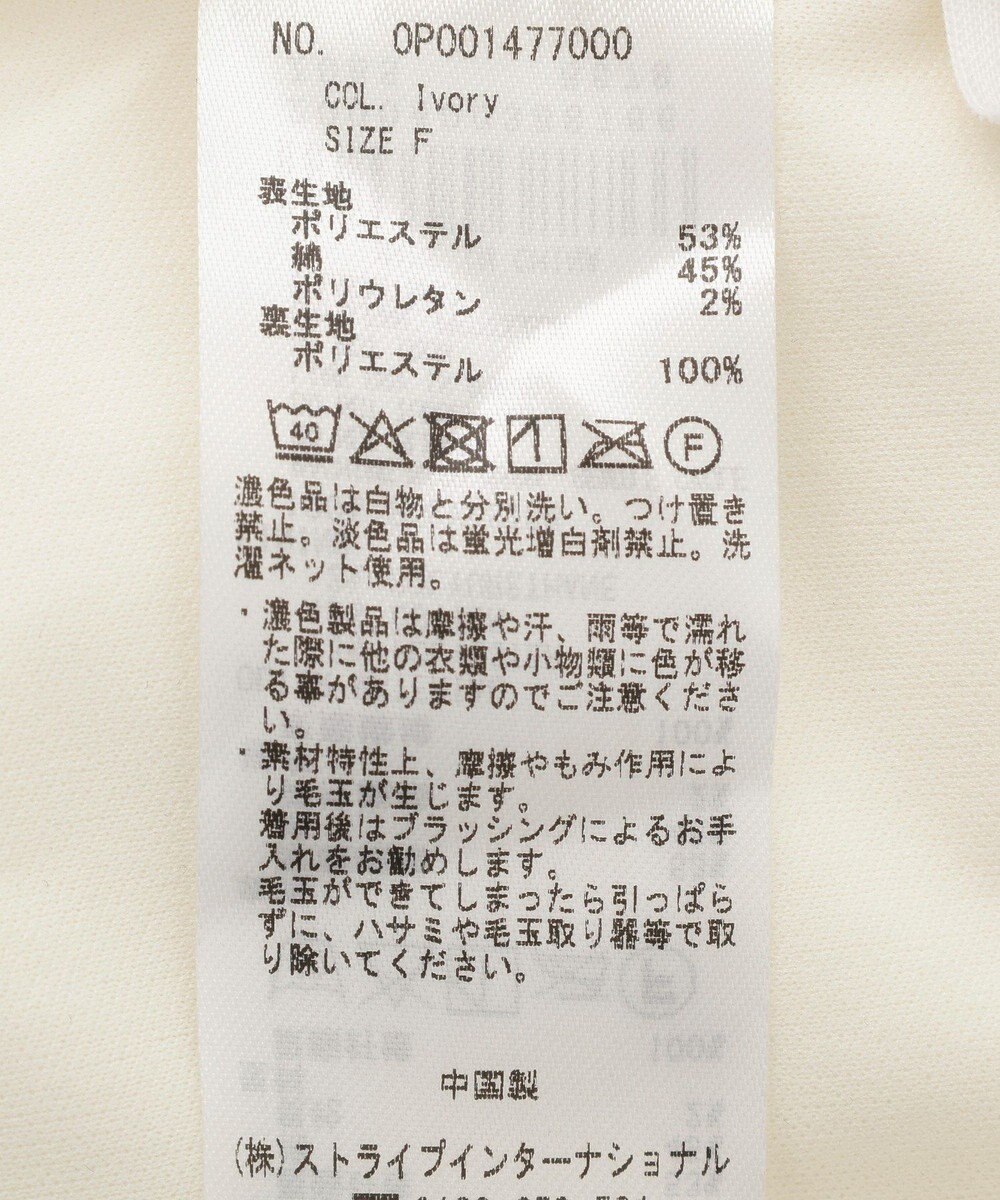 NO. 0P001477000
COL. Ivory
SIZE F
表生地
ポリエステル 53%
綿 45%
ポリウレタン 2%
裏生地
ポリエステル 100%
40 F
濃色品は白物と分別洗い。つけ置き
禁止。淡色品は蛍光増白剤禁止。洗
濯ネット使用。
・濃色製品は摩擦や汗、雨等で濡れ
た際に他の衣類や小物類に色が移
る事がありますのでご注意くださ
い。
・素材特性上、摩擦やもみ作用によ
り毛玉が生じます。
着用後はブラッシングによるお手
入れをお勧めします。
毛玉ができてしまったら引っぱら
ずに、ハサミや毛玉取り器等で取
り除いてください。
中国製
(株)ストライプインターナショナル